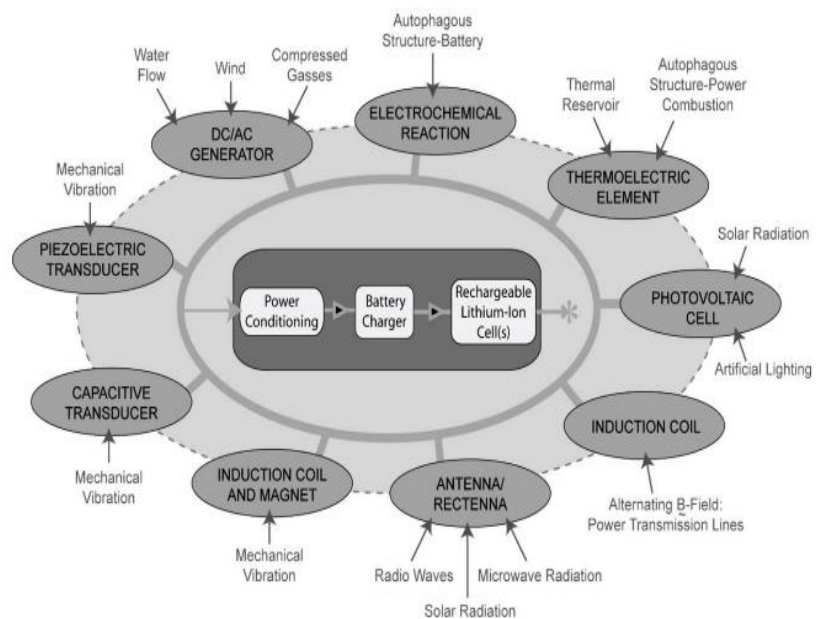 Autophagous
Structure-Battery
Water
Flow
Wind
Compressed
Gasses
Thermal
Reservoir
Autophagous
Structure-Power
Combustion
DC/AC
GENERATOR
ELECTROCHEMICAL
REACTION
THERMOELECTRIC
ELEMENT
Mechanical
Vibration
PIEZOELECTRIC
TRANSDUCER
Solar Radiation
PHOTOVOLTAIC
CELL
Artificial Lighting
Power
Conditioning
Battery
Charger
Rechargeable
Lithium-Ion
Cell(s)
*
CAPACITIVE
TRANSDUCER
Mechanical
Vibration
INDUCTION COIL
AND MAGNET
Mechanical
Vibration
ANTENNA/
RECTENNA
Radio Waves
Solar Radiation
Microwave Radiation
INDUCTION COIL
Alternating B̰-Field:
Power Transmission Lines